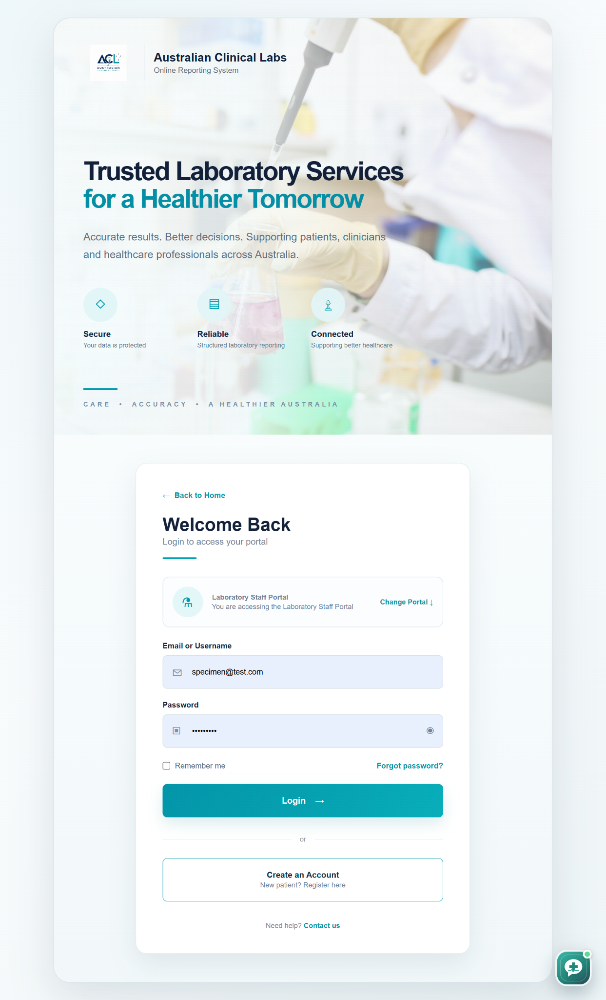 ACL
AUSTRALIAN
CLINICAL LABS
Australian Clinical Labs
Online Reporting System
Trusted Laboratory Services
for a Healthier Tomorrow
Accurate results. Better decisions. Supporting patients, clinicians
and healthcare professionals across Australia.
Secure
Your data is protected
Reliable
Structured laboratory reporting
Connected
Supporting better healthcare
CARE • ACCURACY • A HEALTHIER AUSTRALIA
← Back to Home
Welcome Back
Login to access your portal
Laboratory Staff Portal
You are accessing the Laboratory Staff Portal
Change Portal ↓
Email or Username
specimen@test.com
Password
•••••••••
Remember me
Forgot password?
Login →
or
Create an Account
New patient? Register here
Need help? Contact us